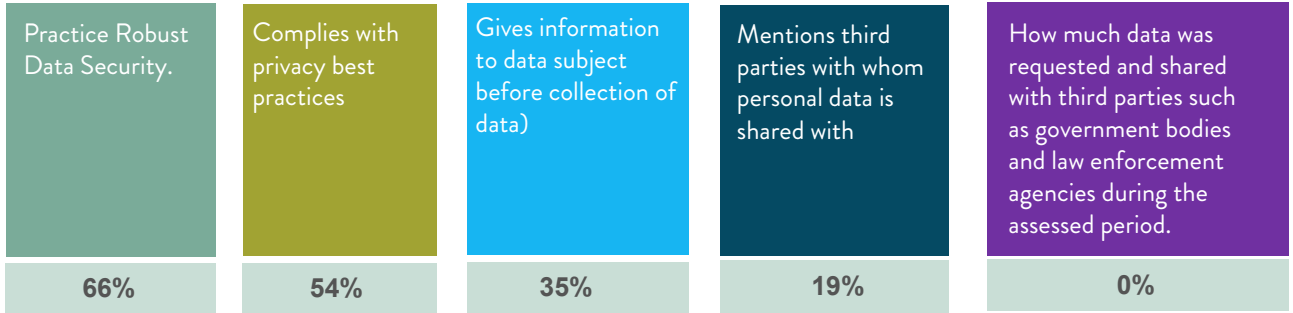 Practice Robust
Data Security.
Complies with
privacy best
practices
Gives information
to data subject
before collection of
data)
Mentions third
parties with whom
personal data is
shared with
How much data was
requested and shared
with third parties such
as government bodies
and law enforcement
agencies during the
assessed period.
66%
54%
35%
19%
0%